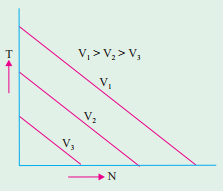 T
V₁ > V₂ > V₃
V₁
V₂
V₃
N